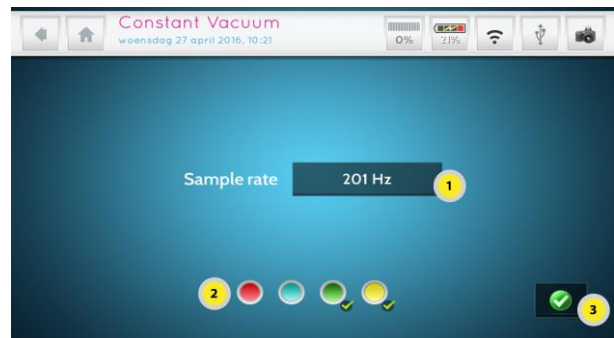 Constant Vacuum
woensdag 27 april 2016, 10:21
0%
21%
Sample rate
201 Hz
1
2
3